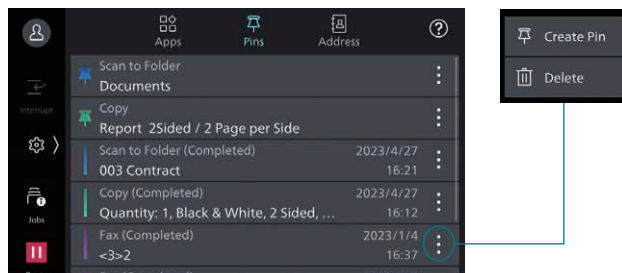 Apps
Pins
Address
Scan to Folder
Documents
Interrupt
Copy
Report 2Sided / 2 Page per Side
Scan to Folder (Completed) 2023/4/27
003 Contract 16:21
Copy (Completed) 2023/4/27
Quantity: 1, Black & White, 2 Sided, ... 16:12
Jobs
Fax (Completed) 2023/1/4
<3>2 16:37
Create Pin
Delete